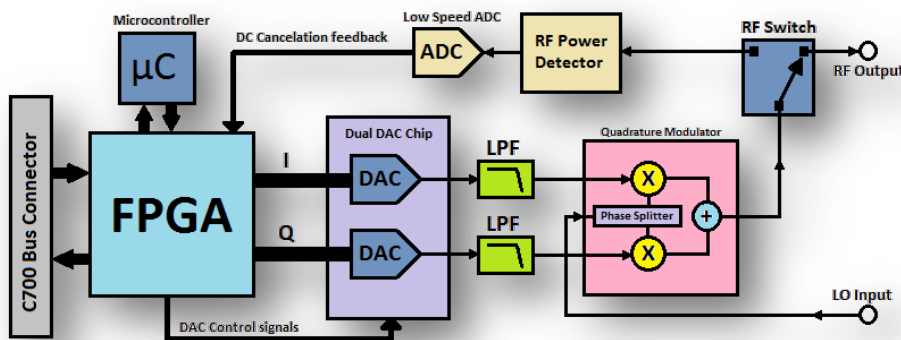 Microcontroller
Low Speed ADC
DC Cancelation feedback
ADC
RF Power
Detector
RF Switch
RF Output
µC
C700 Bus Connector
FPGA
I
Q
Dual DAC Chip
DAC
DAC
LPF
LPF
Quadrature Modulator
X
Phase Splitter
+
X
LO Input
DAC Control signals